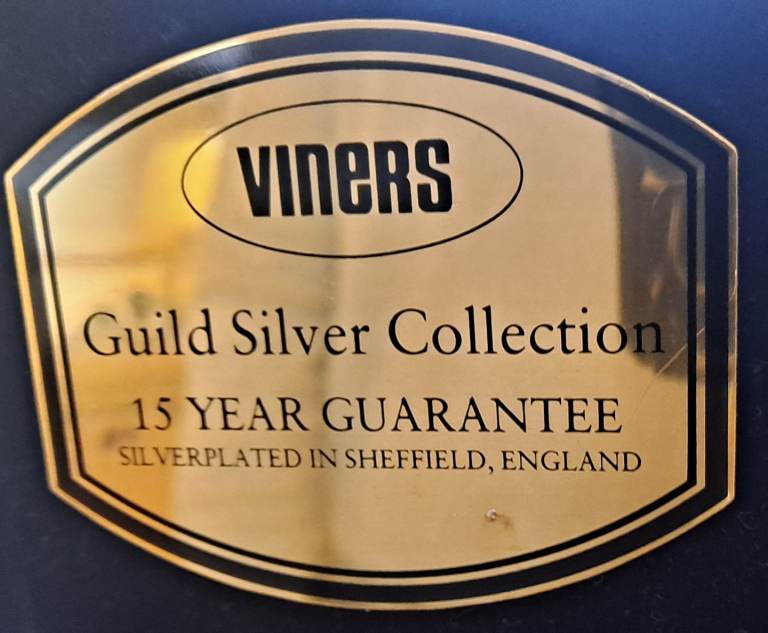 VINERS
Guild Silver Collection
15 YEAR GUARANTEE
SILVERPLATED IN SHEFFIELD, ENGLAND